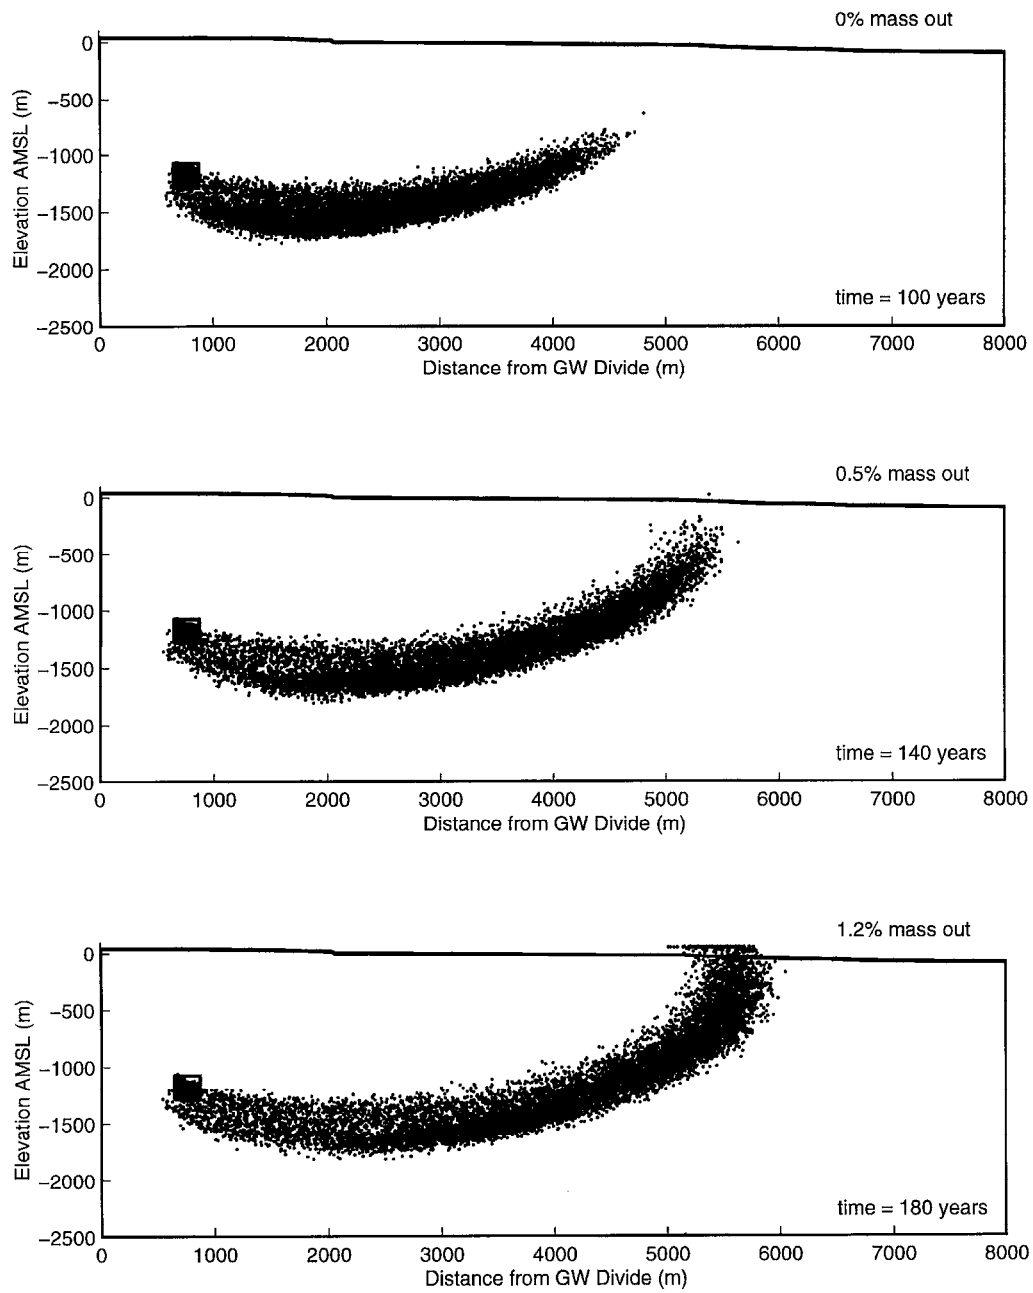 0% mass out
0
−500
−1000
−1500
−2000
−2500
Elevation AMSL (m)
time = 100 years
0 1000 2000 3000 4000 5000 6000 7000 8000
Distance from GW Divide (m)
0.5% mass out
0
−500
−1000
−1500
−2000
−2500
Elevation AMSL (m)
time = 140 years
0 1000 2000 3000 4000 5000 6000 7000 8000
Distance from GW Divide (m)
1.2% mass out
0
−500
−1000
−1500
−2000
−2500
Elevation AMSL (m)
time = 180 years
0 1000 2000 3000 4000 5000 6000 7000 8000
Distance from GW Divide (m)